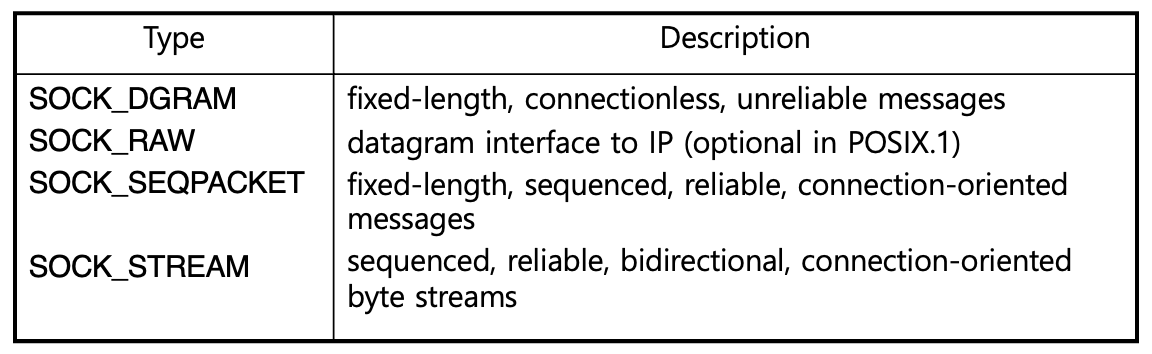 Type Description
SOCK_DGRAM fixed-length, connectionless, unreliable messages
SOCK_RAW datagram interface to IP (optional in POSIX.1)
SOCK_SEQPACKET fixed-length, sequenced, reliable, connection-oriented
messages
SOCK_STREAM sequenced, reliable, bidirectional, connection-oriented
byte streams